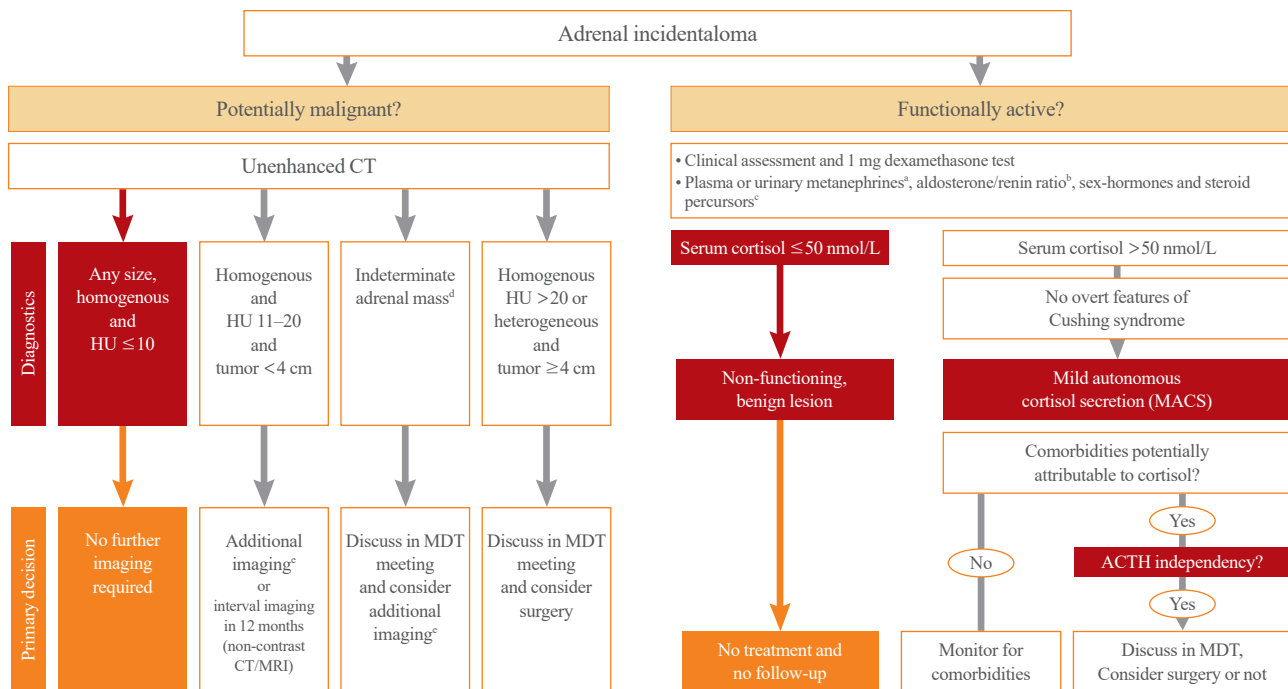 Adrenal incidentaloma
Potentially malignant?
Unenhanced CT
Diagnostics
Any size,
homogenous
and
HU ≤10
Homogenous
and
HU 11–20
and
tumor <4 cm
Indeterminate
adrenal massᵈ
Homogenous
HU >20 or
heterogeneous
and
tumor ≥4 cm
Primary decision
No further
imaging
required
Additional
imagingᵉ
or
interval imaging
in 12 months
(non-contrast
CT/MRI)
Discuss in MDT
meeting and
consider
additional
imagingᵉ
Discuss in MDT
meeting
and consider
surgery
Functionally active?
• Clinical assessment and 1 mg dexamethasone test
• Plasma or urinary metanephrinesᵃ, aldosterone/renin ratioᵇ, sex-hormones and steroid
percursorsᶜ
Serum cortisol ≤50 nmol/L
Non-functioning,
benign lesion
No treatment and
no follow-up
Serum cortisol >50 nmol/L
No overt features of
Cushing syndrome
Mild autonomous
cortisol secretion (MACS)
Comorbidities potentially
attributable to cortisol?
No
Monitor for
comorbidities
Yes
ACTH independency?
Yes
Discuss in MDT,
Consider surgery or not